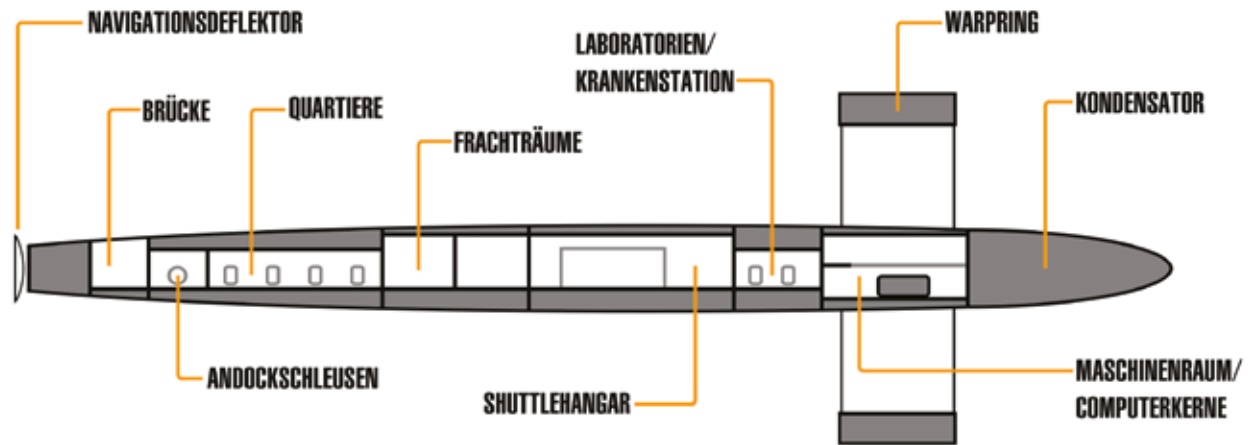 NAVIGATIONSDEFLEKTOR
WARPRING
LABORATORIEN/
KRANKENSTATION
BRÜCKE
QUARTIERE
KONDENSATOR
FRACHTRÄUME
ANDOCKSCHLEUSEN
SHUTTLEHANGAR
MASCHINENRAUM/
COMPUTERKERNE